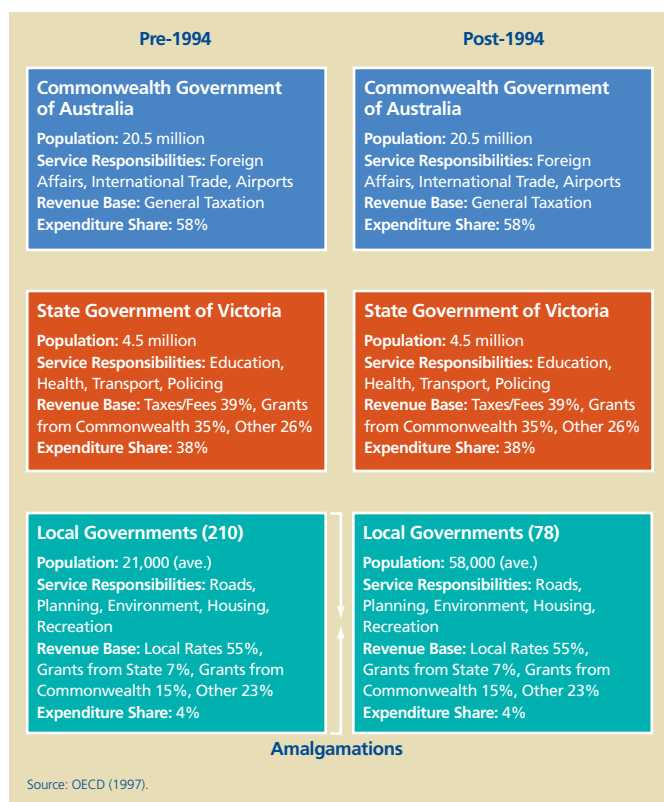 Pre-1994
Post-1994
Commonwealth Government
of Australia
Population: 20.5 million
Service Responsibilities: Foreign
Affairs, International Trade, Airports
Revenue Base: General Taxation
Expenditure Share: 58%
Commonwealth Government
of Australia
Population: 20.5 million
Service Responsibilities: Foreign
Affairs, International Trade, Airports
Revenue Base: General Taxation
Expenditure Share: 58%
State Government of Victoria
Population: 4.5 million
Service Responsibilities: Education,
Health, Transport, Policing
Revenue Base: Taxes/Fees 39%, Grants
from Commonwealth 35%, Other 26%
Expenditure Share: 38%
State Government of Victoria
Population: 4.5 million
Service Responsibilities: Education,
Health, Transport, Policing
Revenue Base: Taxes/Fees 39%, Grants
from Commonwealth 35%, Other 26%
Expenditure Share: 38%
Local Governments (210)
Population: 21,000 (ave.)
Service Responsibilities: Roads,
Planning, Environment, Housing,
Recreation
Revenue Base: Local Rates 55%,
Grants from State 7%, Grants from
Commonwealth 15%, Other 23%
Expenditure Share: 4%
Local Governments (78)
Population: 58,000 (ave.)
Service Responsibilities: Roads,
Planning, Environment, Housing,
Recreation
Revenue Base: Local Rates 55%,
Grants from State 7%, Grants from
Commonwealth 15%, Other 23%
Expenditure Share: 4%
Amalgamations
Source: OECD (1997).